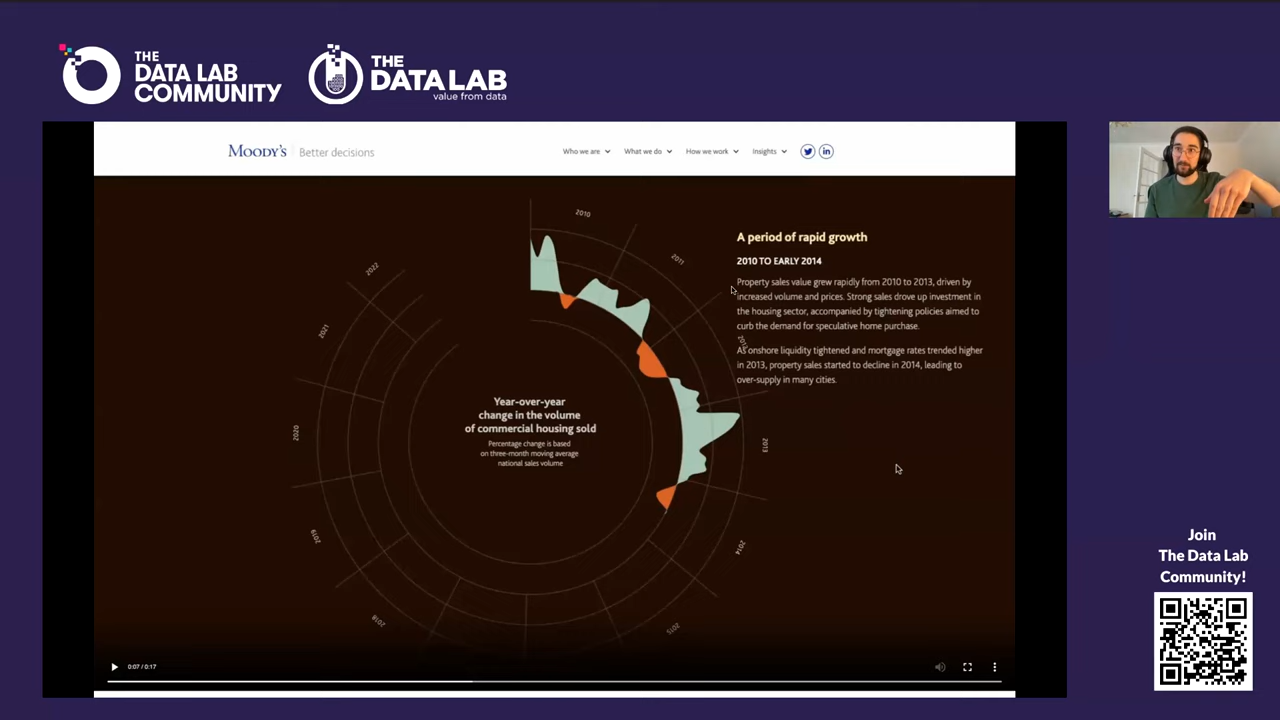 THE
DATA LAB
COMMUNITY
THE
DATA LAB
value from data
MOODY'S Better decisions
Who we are
What we do
How we work
Insights
in
2010
2011
2013
2014
2015
2018
2019
2020
2021
2022
Year-over-year
change in the volume
of commercial housing sold
Percentage change is based
on three-month moving average
national sales volume
A period of rapid growth
2010 TO EARLY 2014
Property sales value grew rapidly from 2010 to 2013, driven by
increased volume and prices. Strong sales drove up investment in
the housing sector, accompanied by tightening policies aimed to
curb the demand for speculative home purchase.
As onshore liquidity tightened and mortgage rates trended higher
in 2013, property sales started to decline in 2014, leading to
over-supply in many cities.
0:07 / 0:17
Join
The Data Lab
Community!